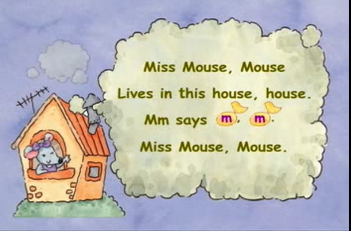 Miss Mouse, Mouse
Lives in this house, house.
Mm says m, m.
Miss Mouse, Mouse.